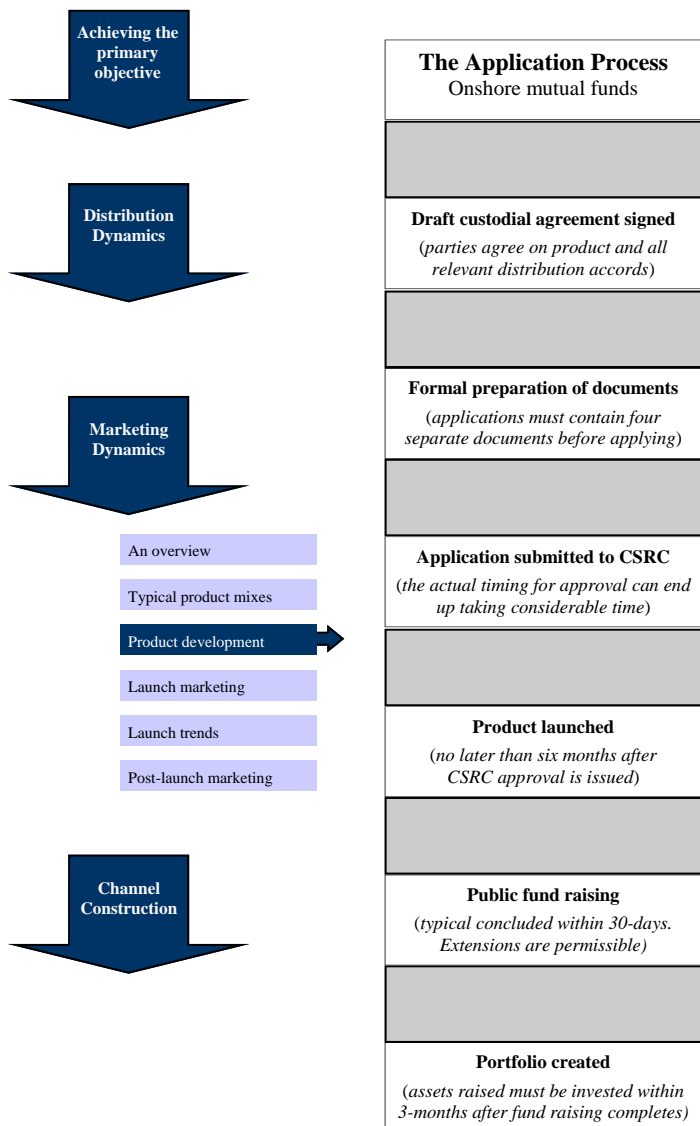 Achieving the
primary
objective
Distribution
Dynamics
Marketing
Dynamics
An overview
Typical product mixes
Product development
Launch marketing
Launch trends
Post-launch marketing
Channel
Construction
The Application Process
Onshore mutual funds
Draft custodial agreement signed
(parties agree on product and all
relevant distribution accords)
Formal preparation of documents
(applications must contain four
separate documents before applying)
Application submitted to CSRC
(the actual timing for approval can end
up taking considerable time)
Product launched
(no later than six months after
CSRC approval is issued)
Public fund raising
(typical concluded within 30-days.
Extensions are permissible)
Portfolio created
(assets raised must be invested within
3-months after fund raising completes)